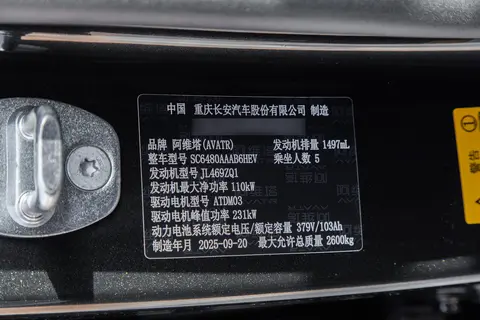 中国 重庆长安汽车股份有限公司 制造
品牌 阿维塔(AVATR) 发动机排量 1497mL
整车型号 SC6480AAAB6HEV 乘坐人数 5
发动机型号 JL469ZQ1
发动机最大净功率 110kW
驱动电机型号 ATDM03
驱动电机峰值功率 231kW
动力电池系统额定电压/额定容量 379V/103Ah
制造年月 2025-09-20 最大允许总质量 2600kg
警告